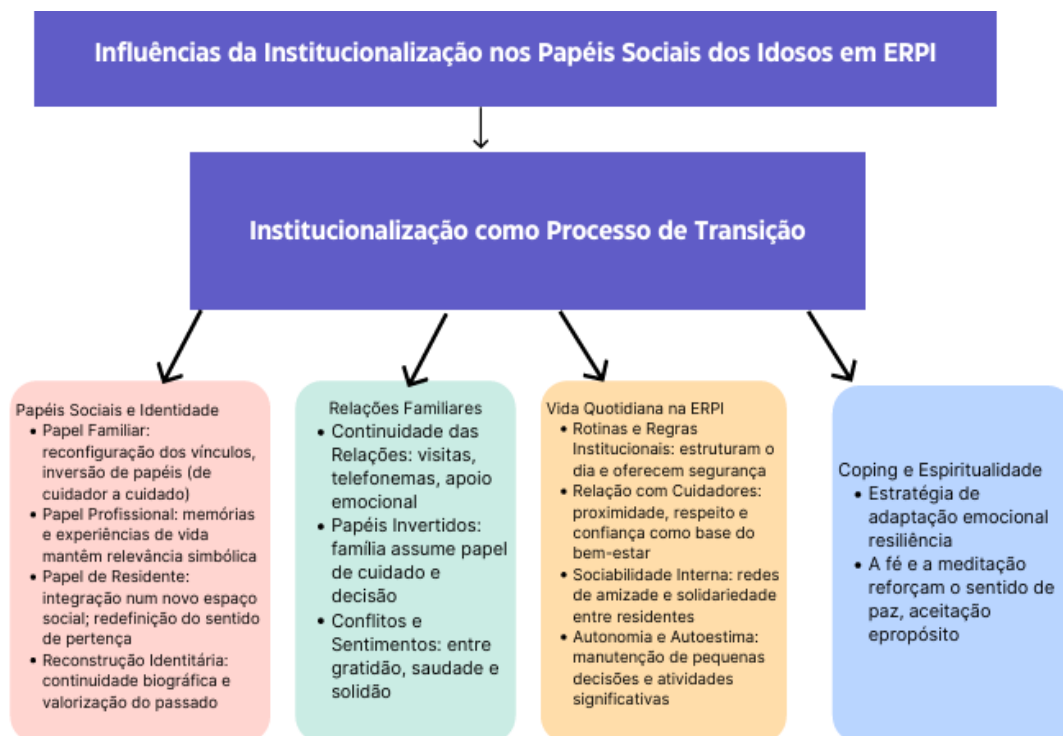 Influências da Institucionalização nos Papéis Sociais dos Idosos em ERPI
Institucionalização como Processo de Transição
Papéis Sociais e Identidade
• Papel Familiar:
reconfiguração dos vínculos,
inversão de papéis (de
cuidador a cuidado)
• Papel Profissional: memórias
e experiências de vida
mantêm relevância simbólica
• Papel de Residente:
integração num novo espaço
social; redefinição do sentido
de pertença
• Reconstrução Identitária:
continuidade biográfica e
valorização do passado
Relações Familiares
• Continuidade das
Relações: visitas,
telefonemas, apoio
emocional
• Papéis Invertidos:
família assume papel
de cuidado e
decisão
• Conflitos e
Sentimentos: entre
gratidão, saudade e
solidão
Vida Quotidiana na ERPI
• Rotinas e Regras
Institucionais: estruturam o
dia e oferecem segurança
• Relação com Cuidadores:
proximidade, respeito e
confiança como base do
bem-estar
• Sociabilidade Interna: redes
de amizade e solidariedade
entre residentes
• Autonomia e Autoestima:
manutenção de pequenas
decisões e atividades
significativas
Coping e Espiritualidade
• Estratégia de
adaptação emocional
resiliência
• A fé e a meditação
reforçam o sentido de
paz, aceitação
epropósito